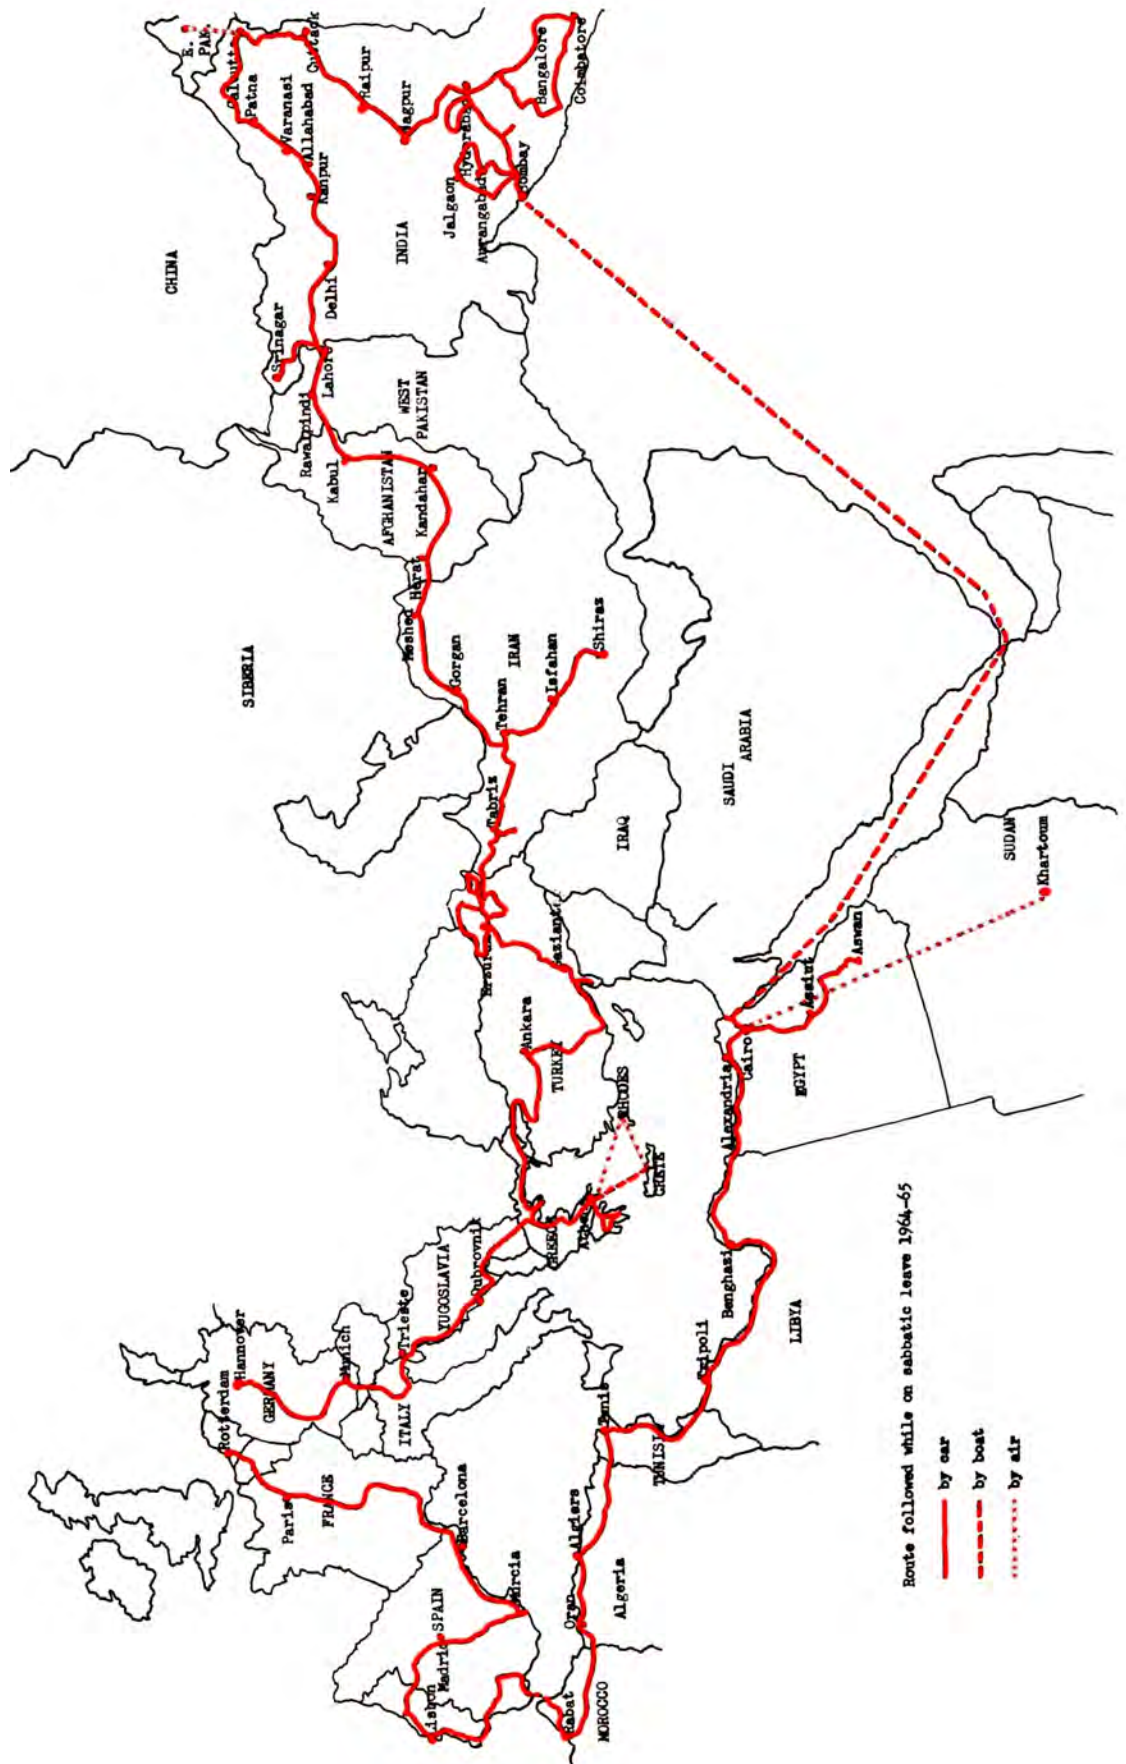 Rotterdam
Hannower
GERMANY
Paris
FRANCE
Munich
Trieste
ITALY
YUGOSLAVIA
Dubrovnik
Barcelona
SPAIN
Madrid
Lisbon
Murcia
GREECE
RHODES
CRETE
Ankara
TURKEY
Tabriz
Tehran
IRAN
Gorgan
Meshed
Herat
Isfahan
Shiraz
SIBERIA
AFGHANISTAN
Kandahar
Kabul
Rawalpindi
WEST
PAKISTAN
Lahore
Srinagar
CHINA
Delhi
INDIA
Kanpur
Allahabad
Varanasi
Patna
Calcutta
E.
PAK
Cuttack
Raipur
Nagpur
Jalgaon
Aurangabad
Hyderabad
Bombay
Bangalore
Coimbatore
IRAQ
SAUDI
ARABIA
Rabat
MOROCCO
Oran
Algeria
Algiers
Tunis
Tripoli
Benghasi
LIBYA
Alexandria
Cairo
EGYPT
Assiut
Aswan
SUDAN
Khartoum
Route followed while on sabbatic leave 1964-65
by car
by boat
by air